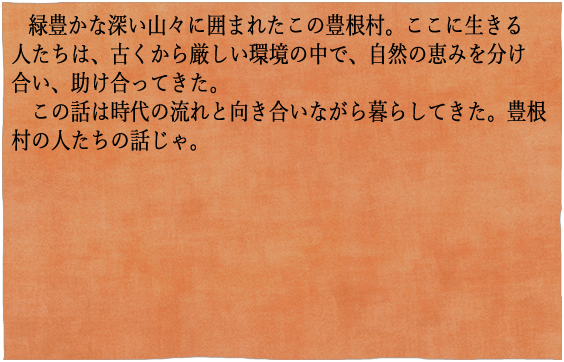 緑豊かな深い山々に囲まれたこの豊根村。ここに生きる
人たちは、古くから厳しい環境の中で、自然の恵みを分け
合い、助け合ってきた。
　この話は時代の流れと向き合いながら暮らしてきた。豊根
村の人たちの話じゃ。